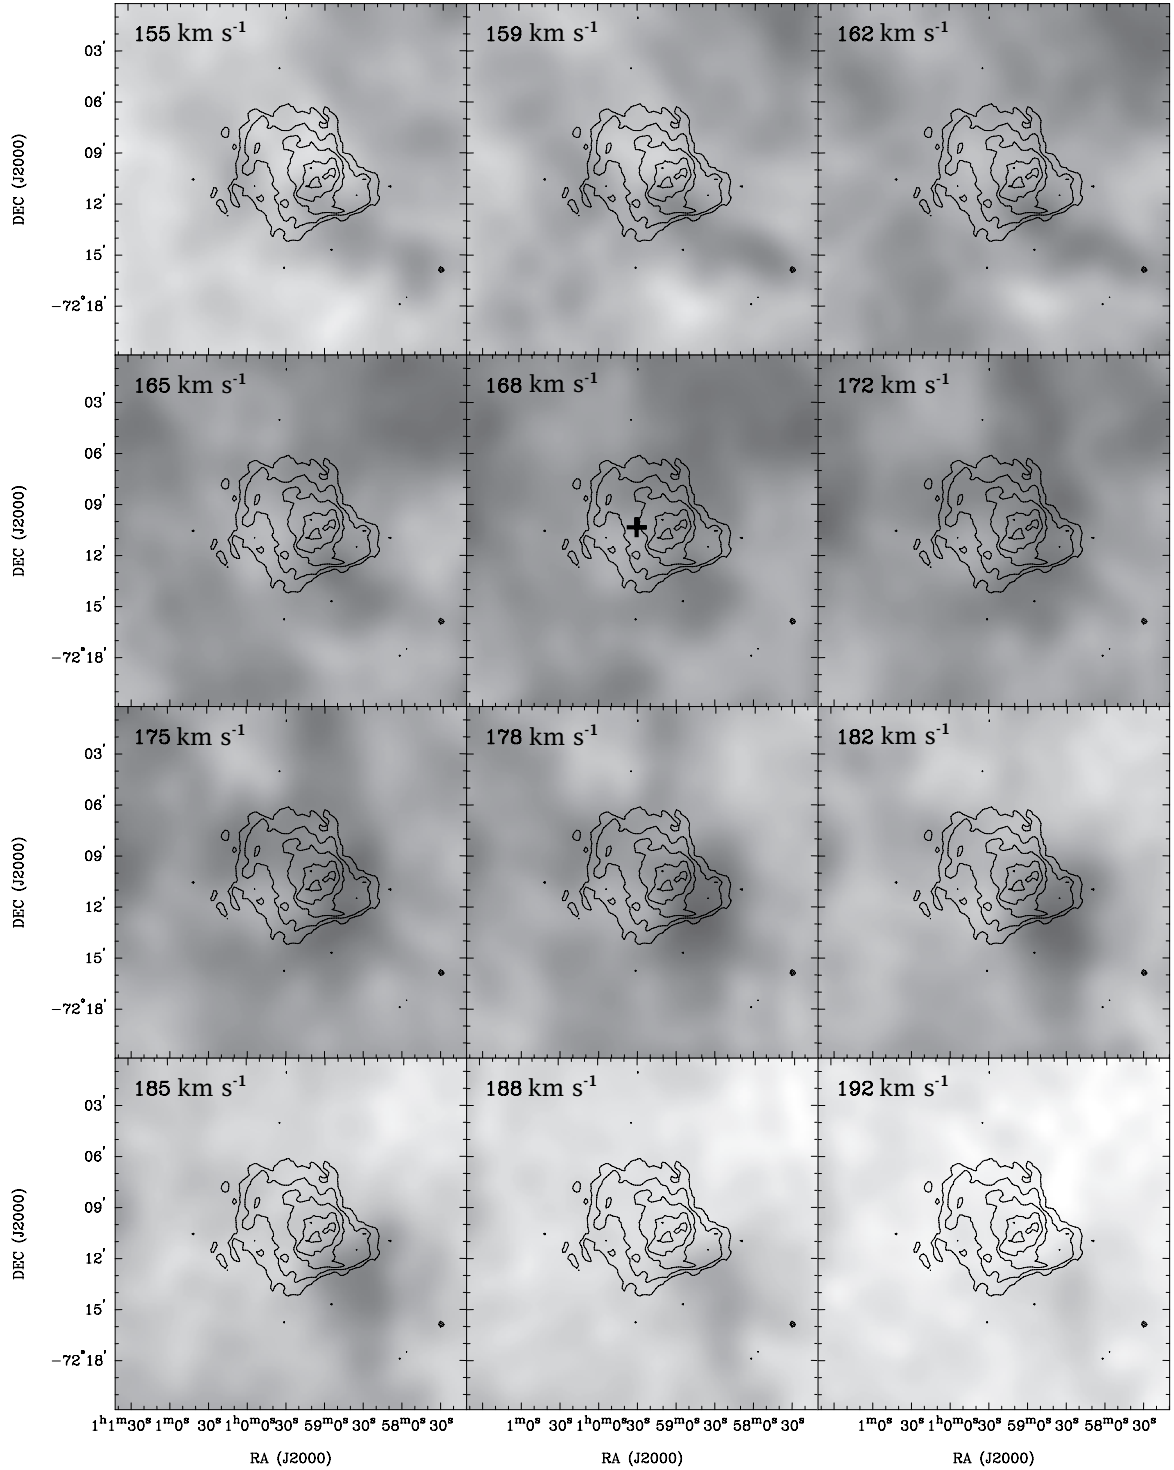 155 km s⁻¹ 159 km s⁻¹ 162 km s⁻¹
03′
06′
09′
12′
15′
−72°18′
DEC (J2000)
165 km s⁻¹ 168 km s⁻¹ 172 km s⁻¹
03′
06′
09′
12′
15′
−72°18′
DEC (J2000)
175 km s⁻¹ 178 km s⁻¹ 182 km s⁻¹
03′
06′
09′
12′
15′
−72°18′
DEC (J2000)
185 km s⁻¹ 188 km s⁻¹ 192 km s⁻¹
03′
06′
09′
12′
15′
−72°18′
DEC (J2000)
1ʰ1ᵐ30ˢ 1ᵐ0ˢ 30ˢ 1ʰ0ᵐ0ˢ 30ˢ 59ᵐ0ˢ 30ˢ 58ᵐ0ˢ 30ˢ 1ᵐ0ˢ 30ˢ 1ʰ0ᵐ0ˢ 30ˢ 59ᵐ0ˢ 30ˢ 58ᵐ0ˢ 30ˢ 1ᵐ0ˢ 30ˢ 1ʰ0ᵐ0ˢ 30ˢ 59ᵐ0ˢ 30ˢ 58ᵐ0ˢ 30ˢ
RA (J2000) RA (J2000) RA (J2000)